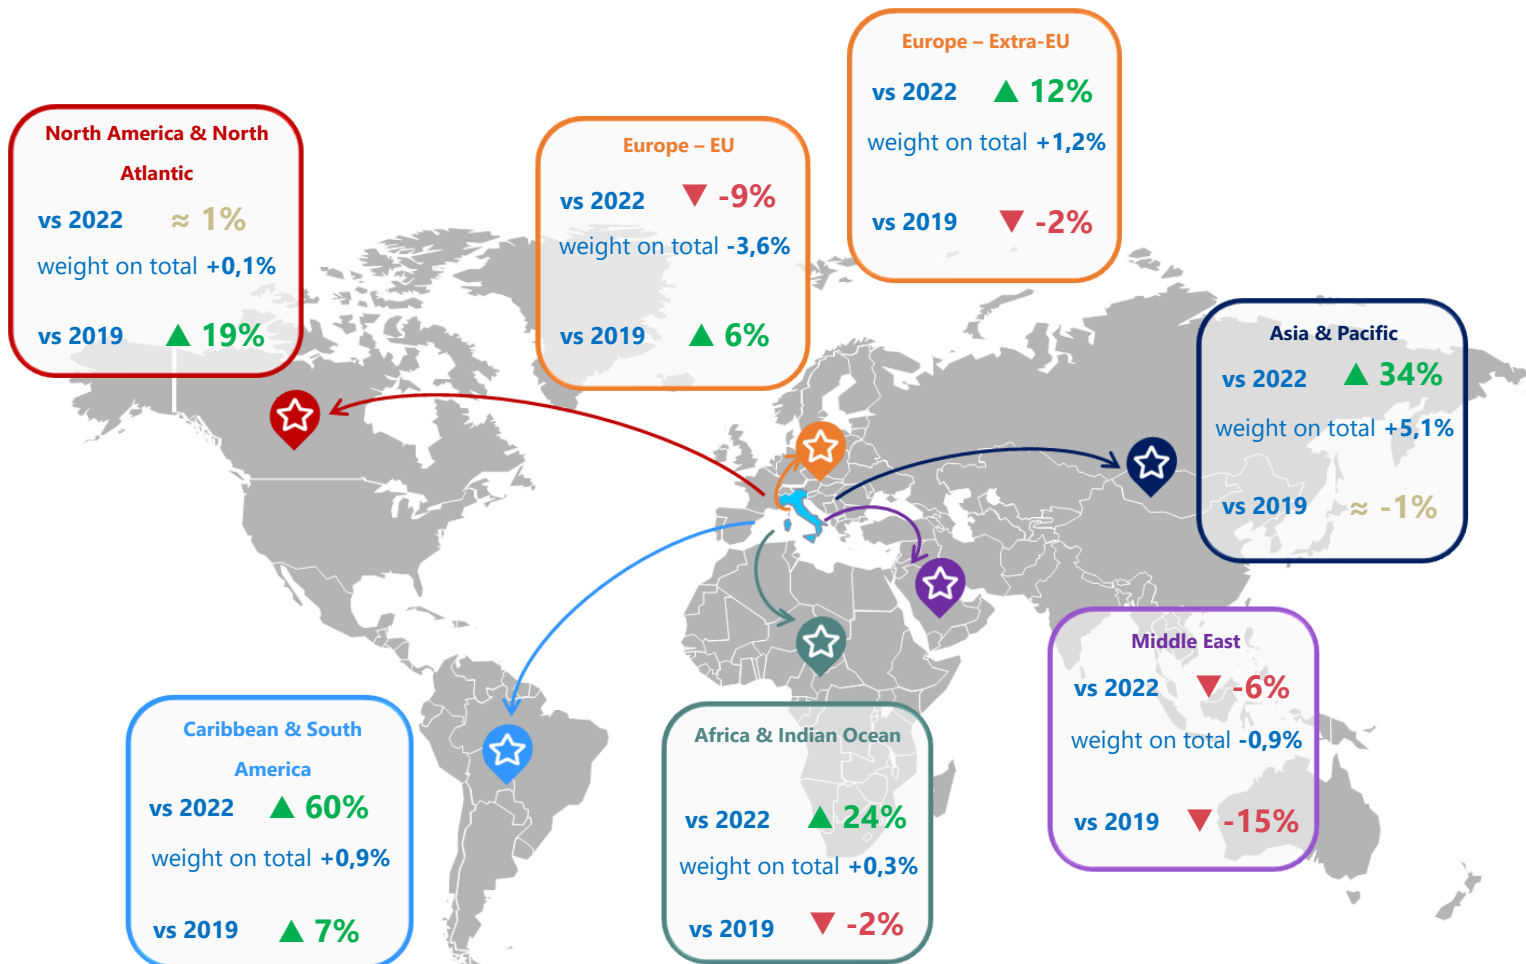 Europe – Extra-EU
vs 2022 ▲ 12%
weight on total +1,2%
vs 2019 ▼ -2%
North America & North
Atlantic
vs 2022 ≈ 1%
weight on total +0,1%
vs 2019 ▲ 19%
Europe – EU
vs 2022 ▼ -9%
weight on total -3,6%
vs 2019 ▲ 6%
Asia & Pacific
vs 2022 ▲ 34%
weight on total +5,1%
vs 2019 ≈ -1%
Middle East
vs 2022 ▼ -6%
weight on total -0,9%
vs 2019 ▼ -15%
Caribbean & South
America
vs 2022 ▲ 60%
weight on total +0,9%
vs 2019 ▲ 7%
Africa & Indian Ocean
vs 2022 ▲ 24%
weight on total +0,3%
vs 2019 ▼ -2%